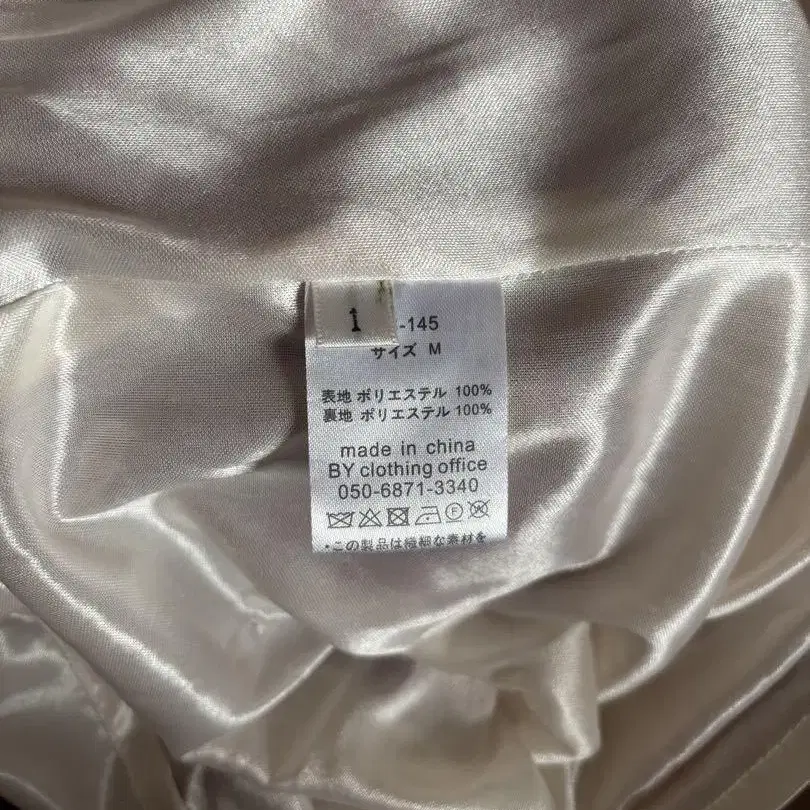 1
-145
サイズ M
表地 ポリエステル 100%
裏地 ポリエステル 100%
made in china
BY clothing office
050-6871-3340
・この製品は繊細な素材を